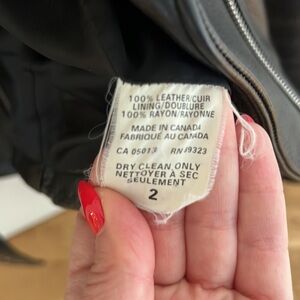 100% LEATHER/CUIR
LINING/DOUBLURE
100% RAYON/RAYONNE
MADE IN CANADA
FABRIQUÉ AU CANADA
CA 05013 RN 39323
DRY CLEAN ONLY
NETTOYER À SEC
SEULEMENT
2